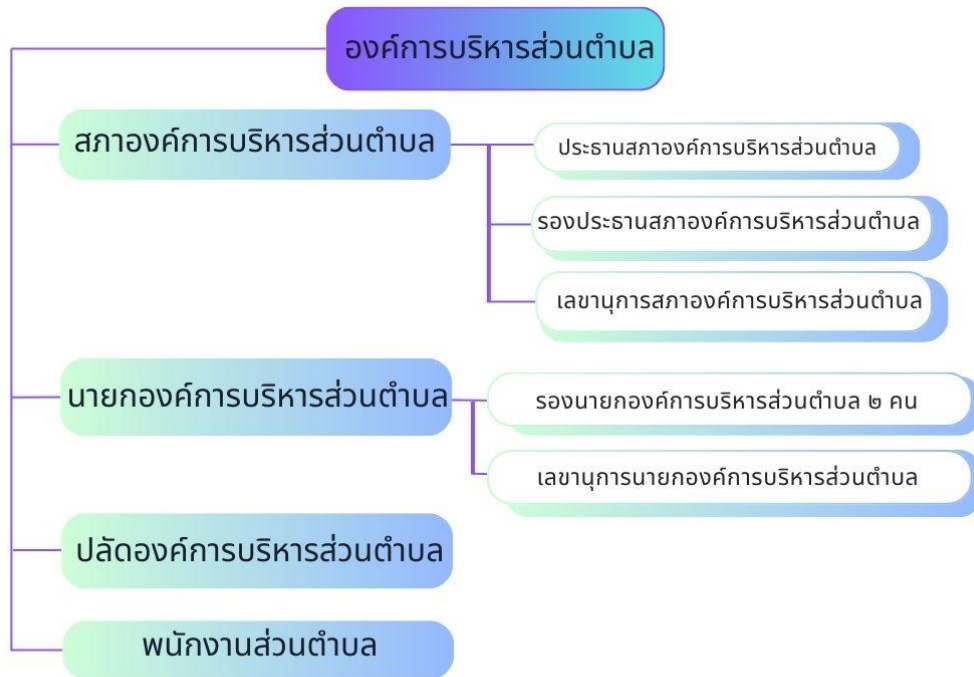 องค์การบริหารส่วนตำบล
สภาองค์การบริหารส่วนตำบล
ประธานสภาองค์การบริหารส่วนตำบล
รองประธานสภาองค์การบริหารส่วนตำบล
เลขานุการสภาองค์การบริหารส่วนตำบล
นายกองค์การบริหารส่วนตำบล
รองนายกองค์การบริหารส่วนตำบล ๒ คน
เลขานุการนายกองค์การบริหารส่วนตำบล
ปลัดองค์การบริหารส่วนตำบล
พนักงานส่วนตำบล